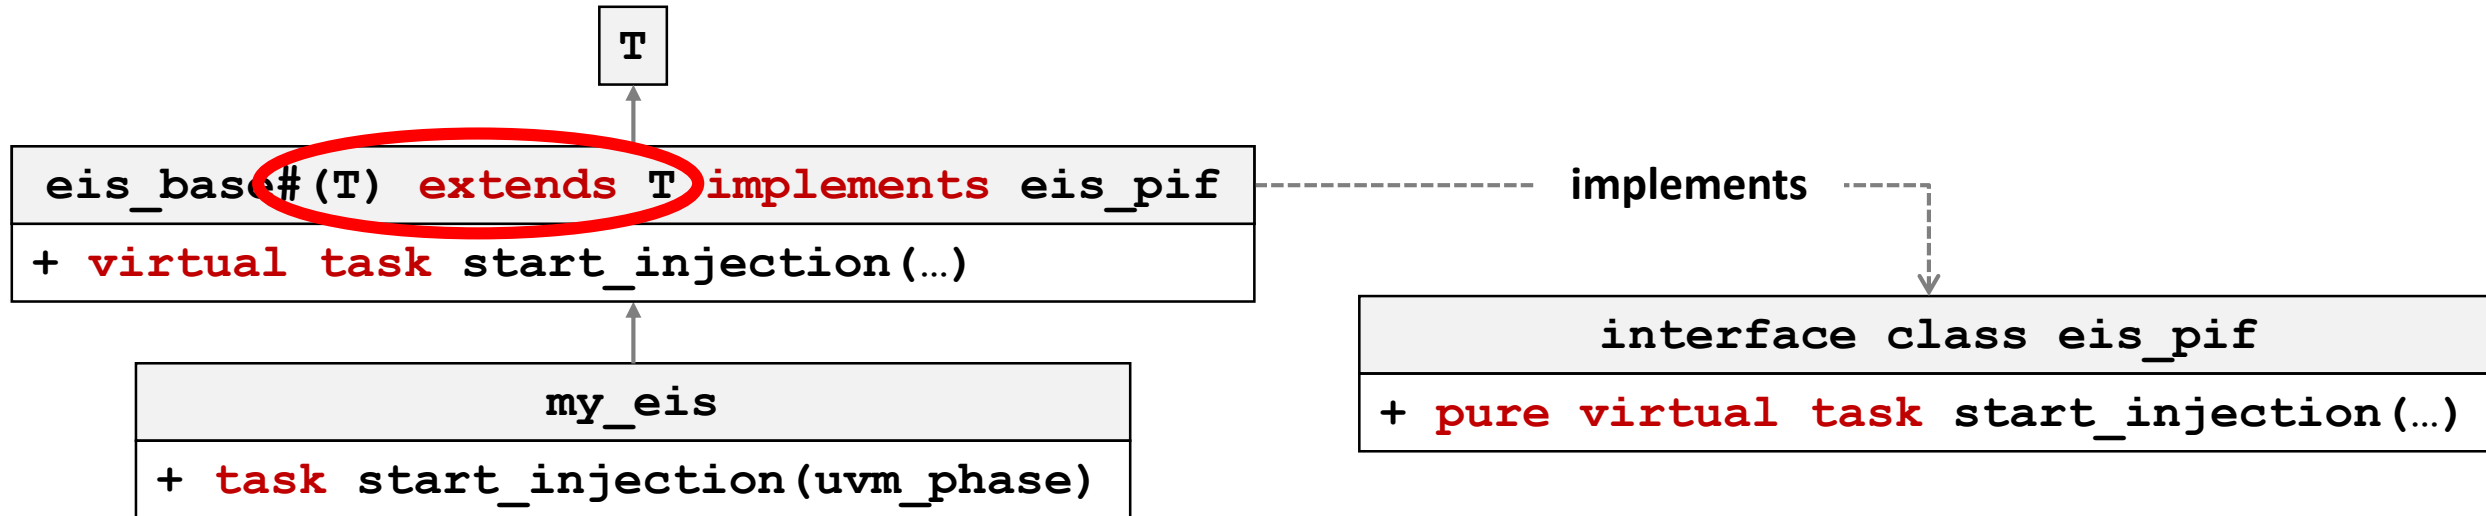 T
eis_base#(T) extends T implements eis_pif
+ virtual task start_injection(…)
implements
my_eis
+ task start_injection(uvm_phase)
interface class eis_pif
+ pure virtual task start_injection(…)